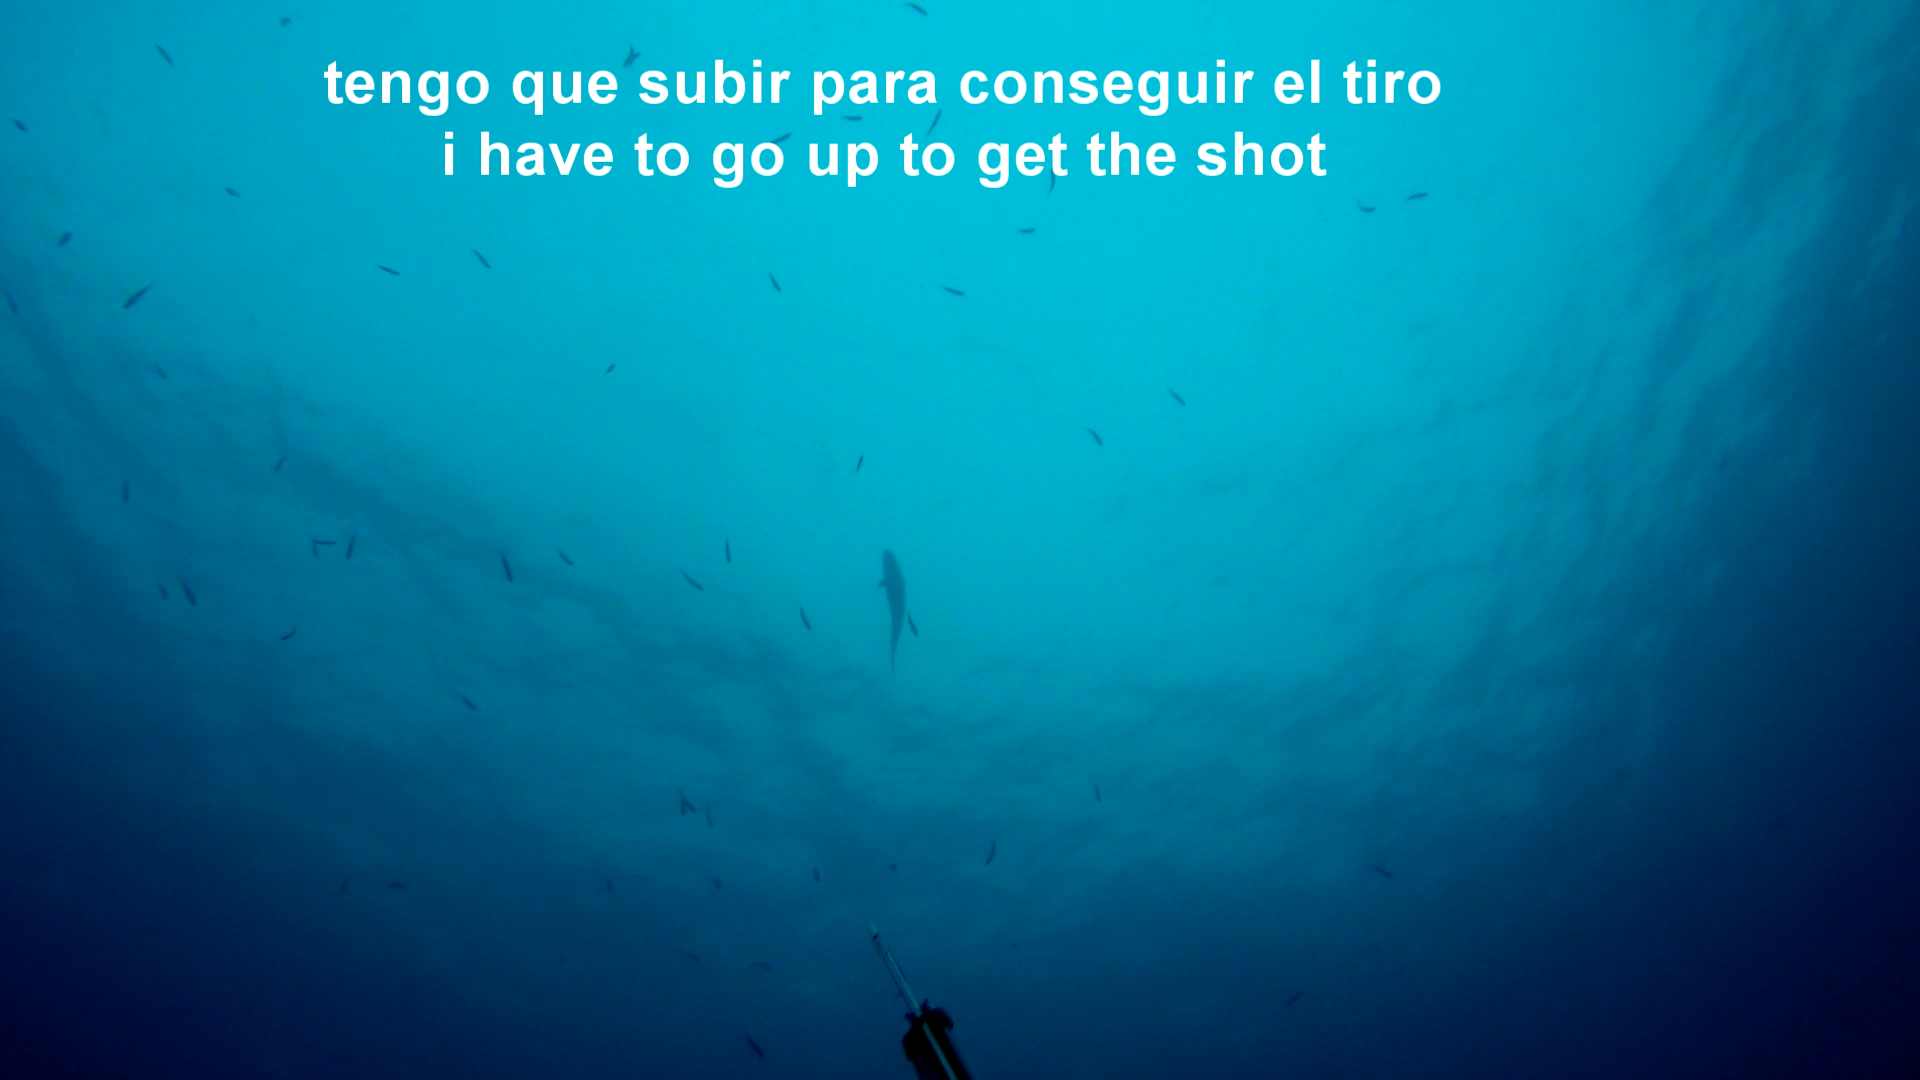 tengo que subir para conseguir el tiro
i have to go up to get the shot